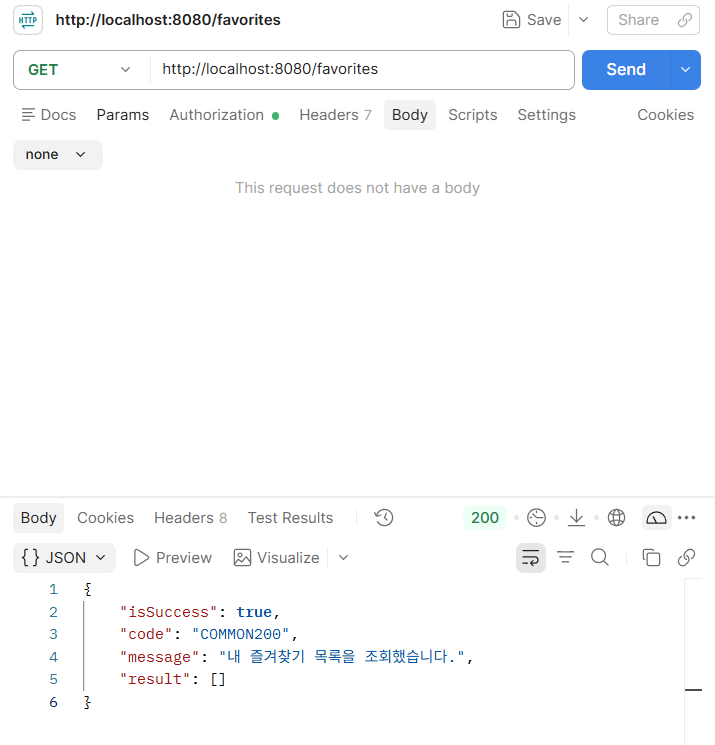 HTTP http://localhost:8080/favorites Save Share
GET http://localhost:8080/favorites Send
Docs Params Authorization Headers 7 Body Scripts Settings Cookies
none
This request does not have a body
Body Cookies Headers 8 Test Results 200
{} JSON Preview Visualize
1 {
2 "isSuccess": true,
3 "code": "COMMON200",
4 "message": "내 즐겨찾기 목록을 조회했습니다.",
5 "result": []
6 }